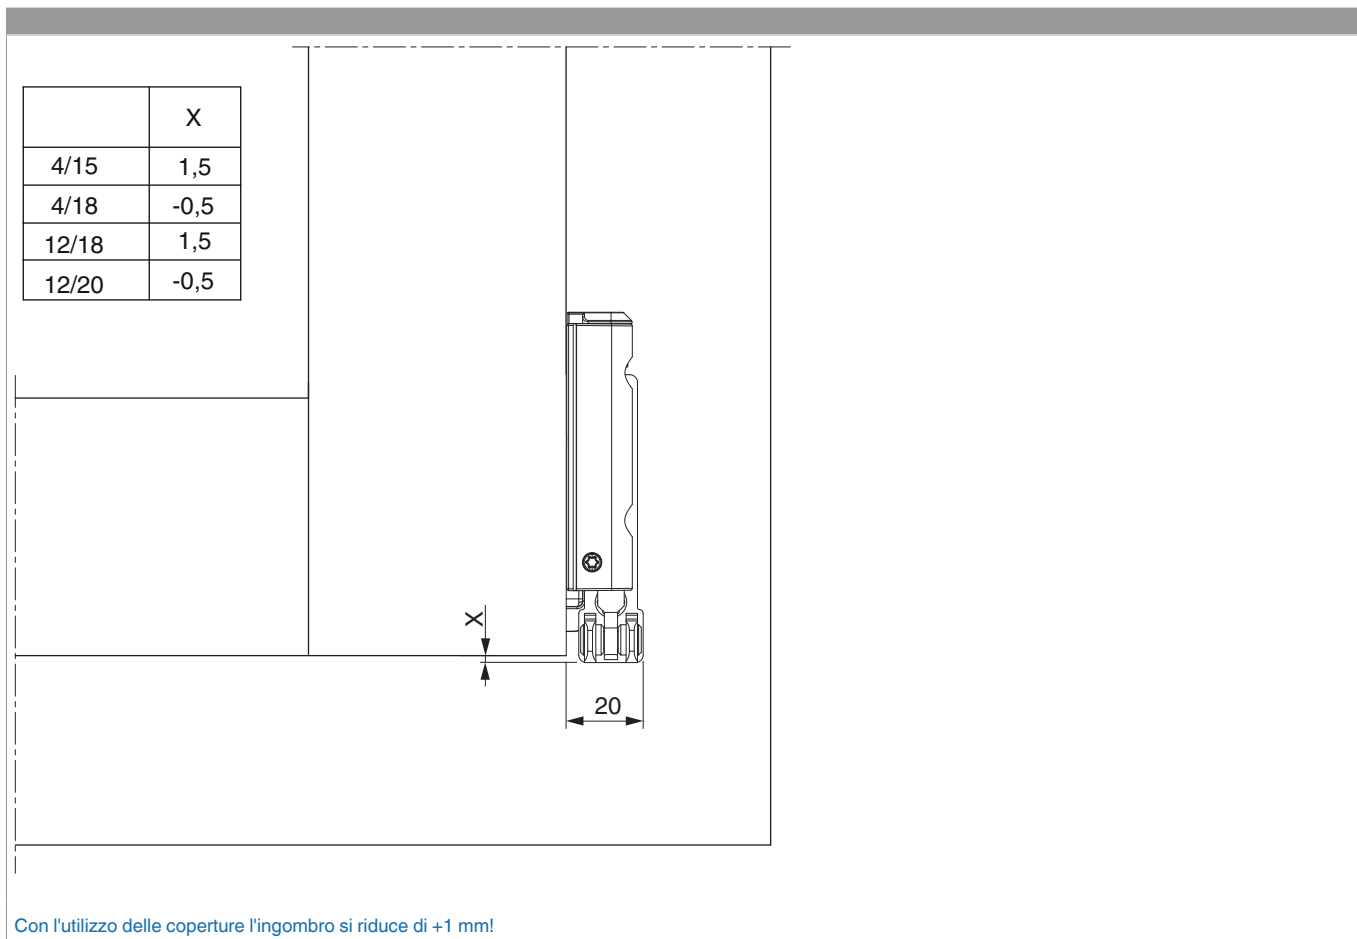 X
4/15 1,5
4/18 -0,5
12/18 1,5
12/20 -0,5
X
20
Con l'utilizzo delle coperture l'ingombro si riduce di +1 mm!